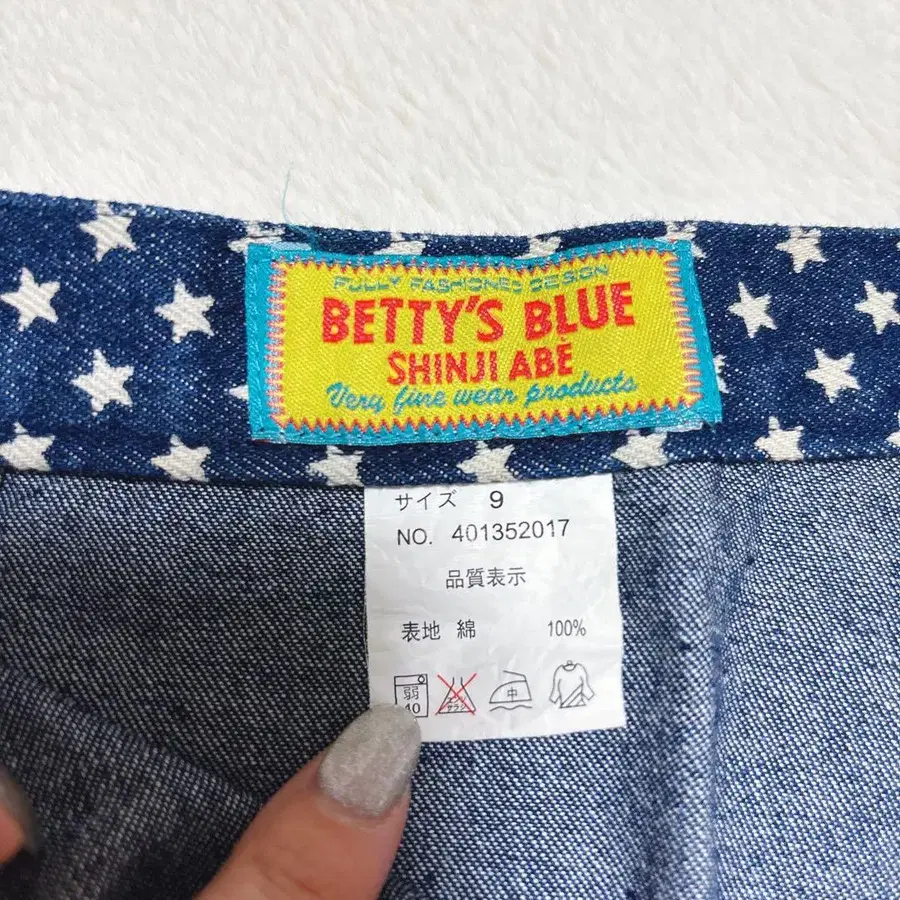 FULLY FASHIONED DESIGN
BETTY'S BLUE
SHINJI ABE
Very fine wear products
サイズ 9
NO. 401352017
品質表示
表地 綿 100%
弱 中
40